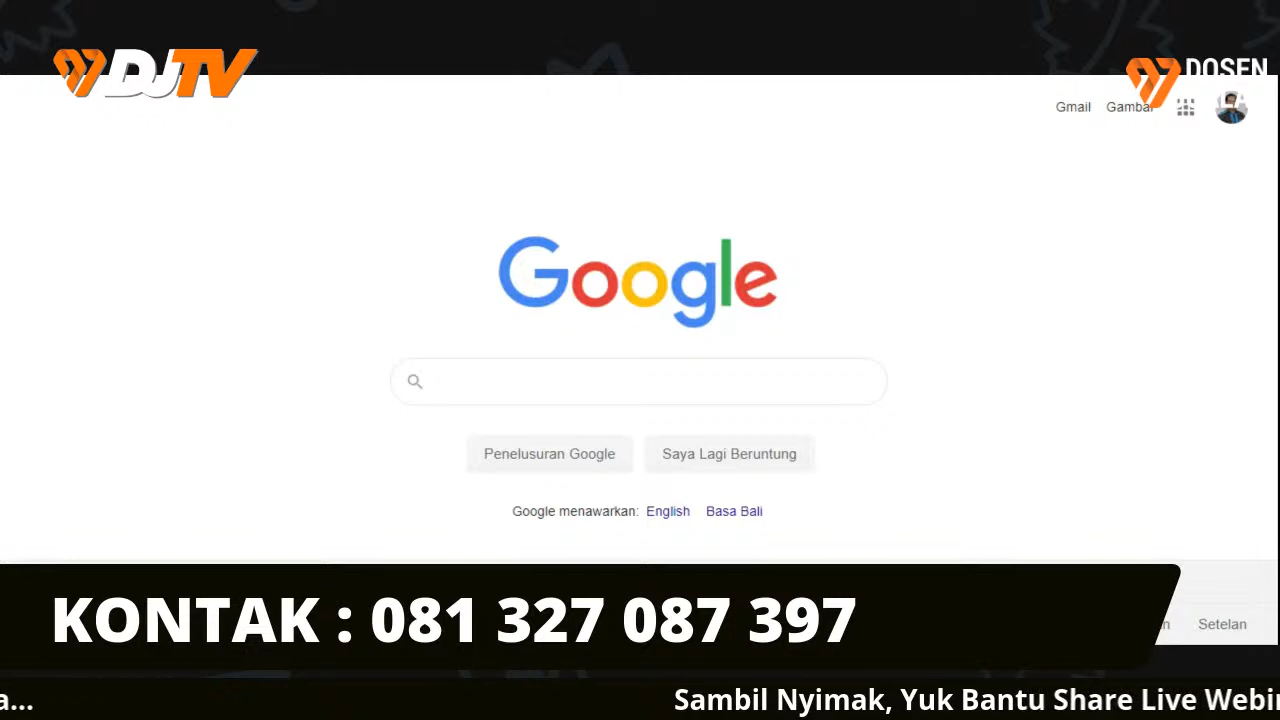 DJTV
DOSEN
Gmail Gambar
Google
Penelusuran Google Saya Lagi Beruntung
Google menawarkan: English Basa Bali
KONTAK : 081 327 087 397
Setelan
a... Sambil Nyimak, Yuk Bantu Share Live Webi